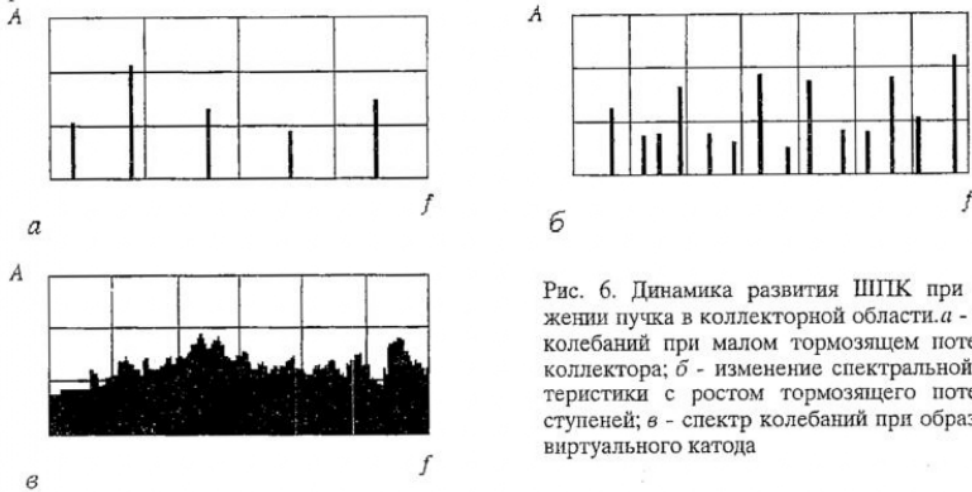 A
f
а
A
f
б
A
f
в
Рис. 6. Динамика развития ШПК при
жении пучка в коллекторной области. а -
колебаний при малом тормозящем поте
коллектора; б - изменение спектральной
теристики с ростом тормозящего поте
ступеней; в - спектр колебаний при образ
виртуального катода